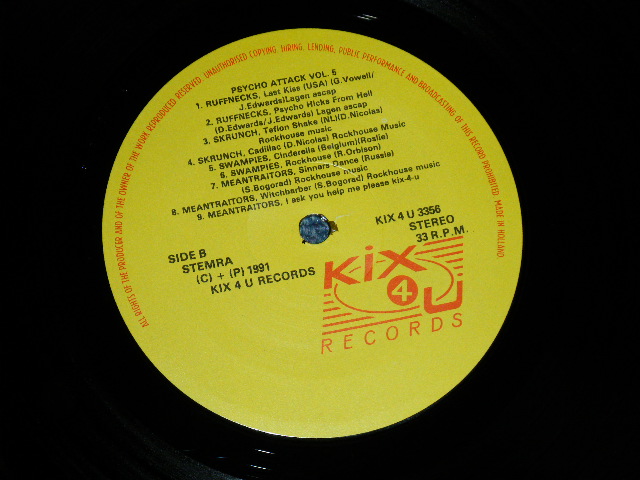 ALL RIGHTS OF THE PRODUCER AND OF THE OWNER OF THE WORK REPRODUCED RESERVED. UNAUTHORISED COPYING, HIRING, LENDING, PUBLIC PERFORMANCE AND BROADCASTING OF THIS RECORD PROHIBITED. MADE IN HOLLAND
PSYCHO ATTACK VOL. 5
1. RUFFNECKS, Last Kiss (USA) (G.Vowell/
J.Edwards)Lagen ascap
2. RUFFNECKS, Psycho Hicks From Hell
(D.Edwards/J.Edwards) Lagen ascap
3. SKRUNCH, Teflon Shake (NL)(D.Nicolas)
Rockhouse music
4. SKRUNCH, Cadillac (D.Nicolas) Rockhouse Music
5. SWAMPIES, Cinderella (Belgium)(Roslie)
6. SWAMPIES, Rockhouse (R.Orbison)
7. MEANTRAITORS, Sinners Dance (Russia)
(S.Bogorad) Rockhouse music
8. MEANTRAITORS, Witchbarber (S.Bogorad) Rockhouse music
9. MEANTRAITORS, I ask you help me please kix-4-u
SIDE B
STEMRA
(C) + (P) 1991
KIX 4 U RECORDS
KIX 4 U 3356
STEREO
33 R.P.M.
KiX
4 U
RECORDS